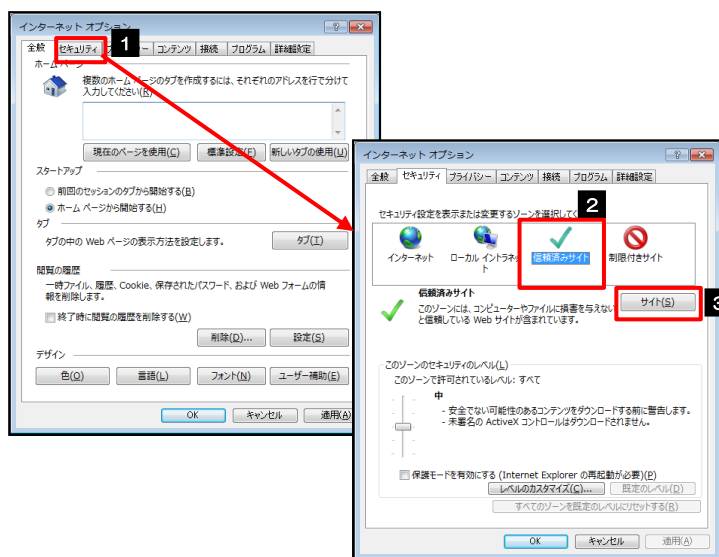 インターネット オプション
全般 セキュリティ ー コンテンツ 接続 プログラム 詳細設定
1
ホーム ページ
複数のホーム ページのタブを作成するには、それぞれのアドレスを行で分けて
入力してください(R)
現在のページを使用(C) 標準設定(F) 新しいタブの使用(U)
スタートアップ
前回のセッションのタブから開始する(B)
ホーム ページから開始する(H)
タブ
タブの中の Web ページの表示方法を設定します。 タブ(T)
閲覧の履歴
一時ファイル、履歴、Cookie、保存されたパスワード、および Web フォームの情
報を削除します。
終了時に閲覧の履歴を削除する(W)
削除(D)... 設定(S)
デザイン
色(O) 言語(L) フォント(N) ユーザー補助(E)
OK キャンセル 適用(A)
インターネット オプション
全般 セキュリティ プライバシー コンテンツ 接続 プログラム 詳細設定
セキュリティ設定を表示または変更するゾーンを選択して
2
インターネット ローカル イントラネッ 信頼済みサイト 制限付きサイト
ト
信頼済みサイト
このゾーンには、コンピューターやファイルに損害を与えない
と信頼している Web サイトが含まれています。
サイト(S)
3
このゾーンのセキュリティのレベル(L)
このゾーンで許可されているレベル: すべて
中
- 安全でない可能性のあるコンテンツをダウンロードする前に警告します。
- 未署名の ActiveX コントロールはダウンロードされません。
保護モードを有効にする (Internet Explorer の再起動が必要)(P)
レベルのカスタマイズ(C)... 既定のレベル(D)
すべてのゾーンを既定のレベルにリセットする(R)
OK キャンセル 適用(A)